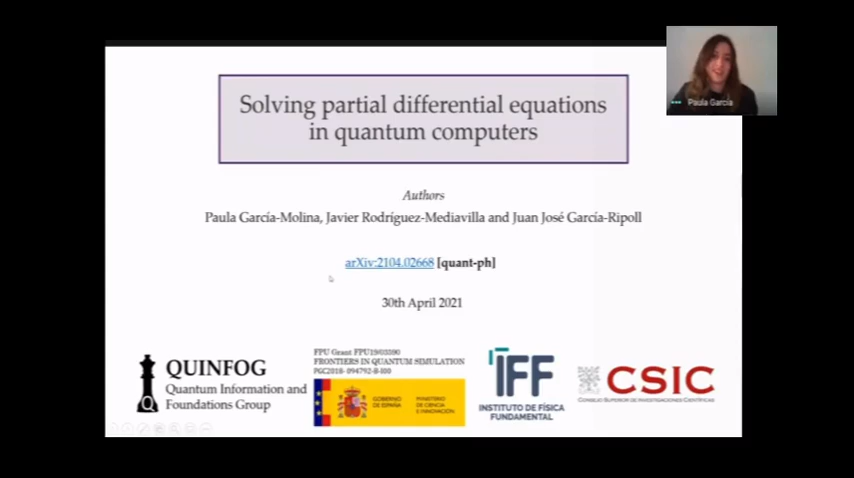 Solving partial differential equations
in quantum computers
Paula García
Authors
Paula García-Molina, Javier Rodríguez-Mediavilla and Juan José García-Ripoll
arXiv:2104.02668 [quant-ph]
30th April 2021
QUINFOG
Quantum Information and
Foundations Group
Q
FPU Grant FPU19/03590
FRONTIERS IN QUANTUM SIMULATION
PGC2018- 094792-B-I00
GOBIERNO
DE ESPAÑA
MINISTERIO
DE CIENCIA
E INNOVACIÓN
IFF
INSTITUTO DE FÍSICA
FUNDAMENTAL
CSIC
CONSEJO SUPERIOR DE INVESTIGACIONES CIENTÍFICAS